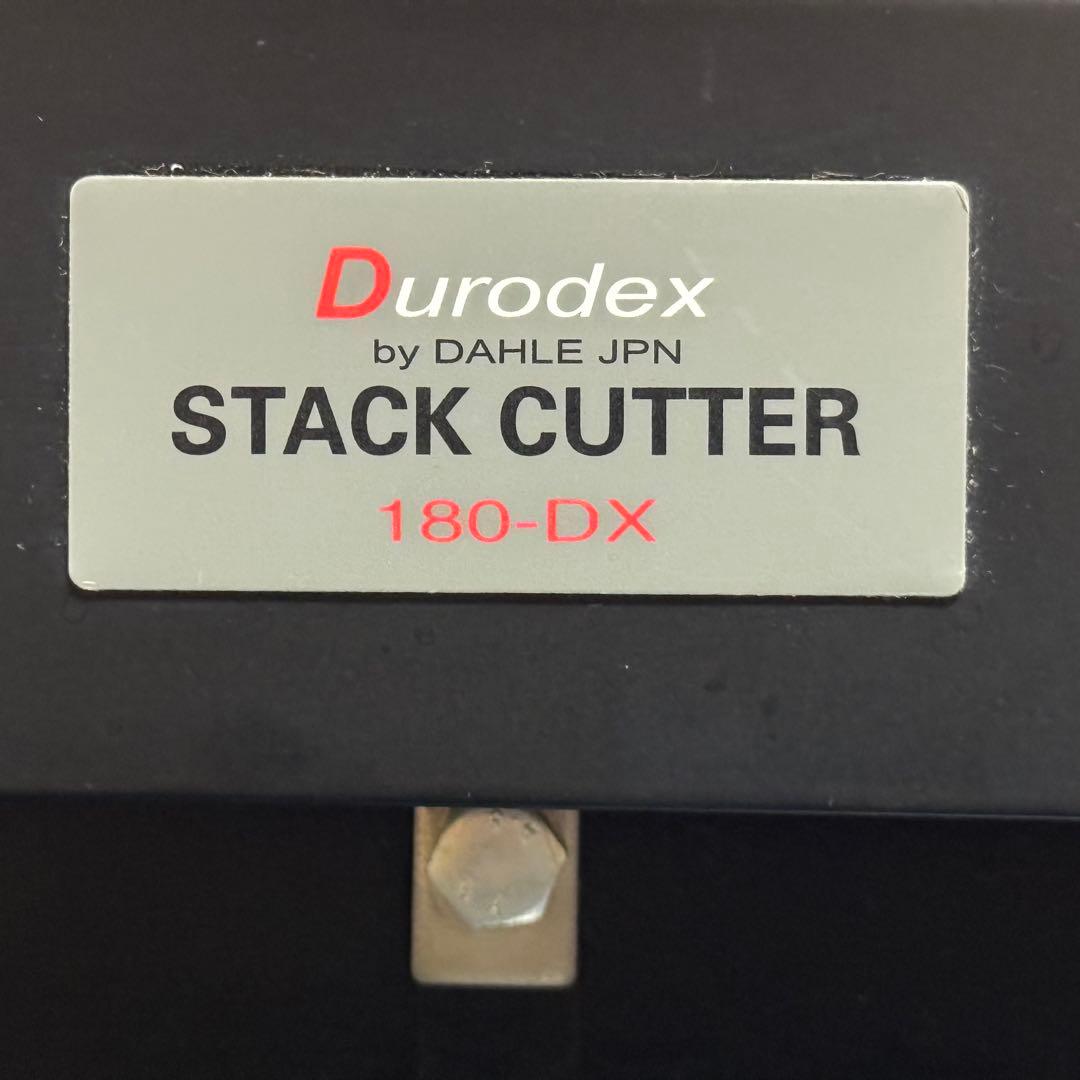 Durodex
by DAHLE JPN
STACK CUTTER
180-DX